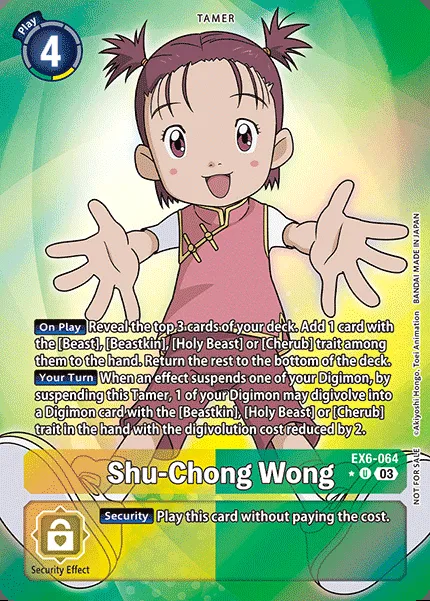 TAMER
Play
4
On Play Reveal the top 3 cards of your deck. Add 1 card with
the [Beast], [Beastkin], [Holy Beast] or [Cherub] trait among
them to the hand. Return the rest to the bottom of the deck.
Your Turn When an effect suspends one of your Digimon, by
suspending this Tamer, 1 of your Digimon may digivolve into
a Digimon card with the [Beastkin], [Holy Beast] or [Cherub]
trait in the hand with the digivolution cost reduced by 2.
Shu-Chong Wong
EX6-064
U 03
Security Play this card without paying the cost.
Security Effect
NOT FOR SALE ©Akiyoshi Hongo, Toei Animation BANDAI MADE IN JAPAN